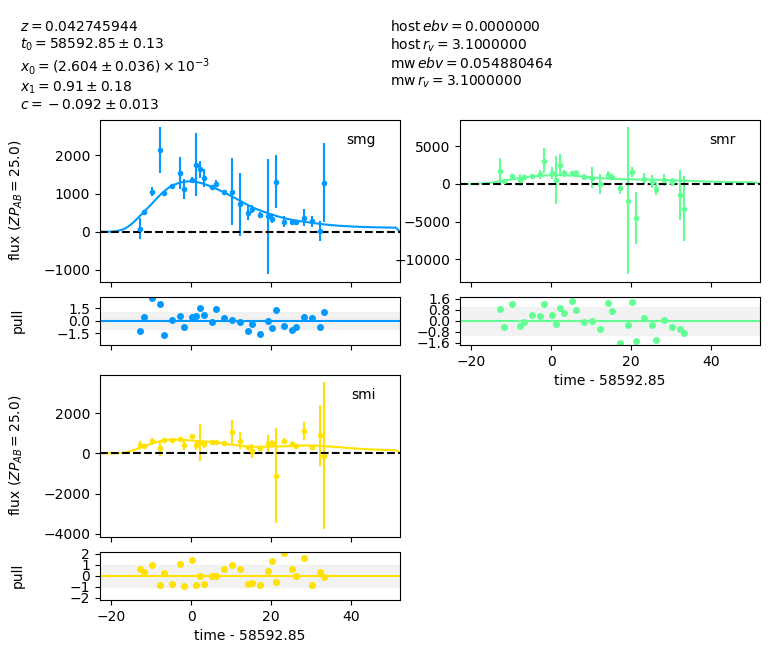 z = 0.042745944
t₀ = 58592.85 ± 0.13
x₀ = (2.604 ± 0.036) × 10⁻³
x₁ = 0.91 ± 0.18
c = −0.092 ± 0.013
host ebv = 0.0000000
host r_v = 3.1000000
mw ebv = 0.054880464
mw r_v = 3.1000000
smg
flux (ZP_AB = 25.0)
2000
1000
0
−1000
smr
5000
0
−5000
−10000
pull
1.5
0.0
−1.5
1.6
0.8
0.0
−0.8
−1.6
−20
0
20
40
time - 58592.85
smi
flux (ZP_AB = 25.0)
2000
0
−2000
−4000
pull
2
1
0
−1
−2
−20
0
20
40
time - 58592.85